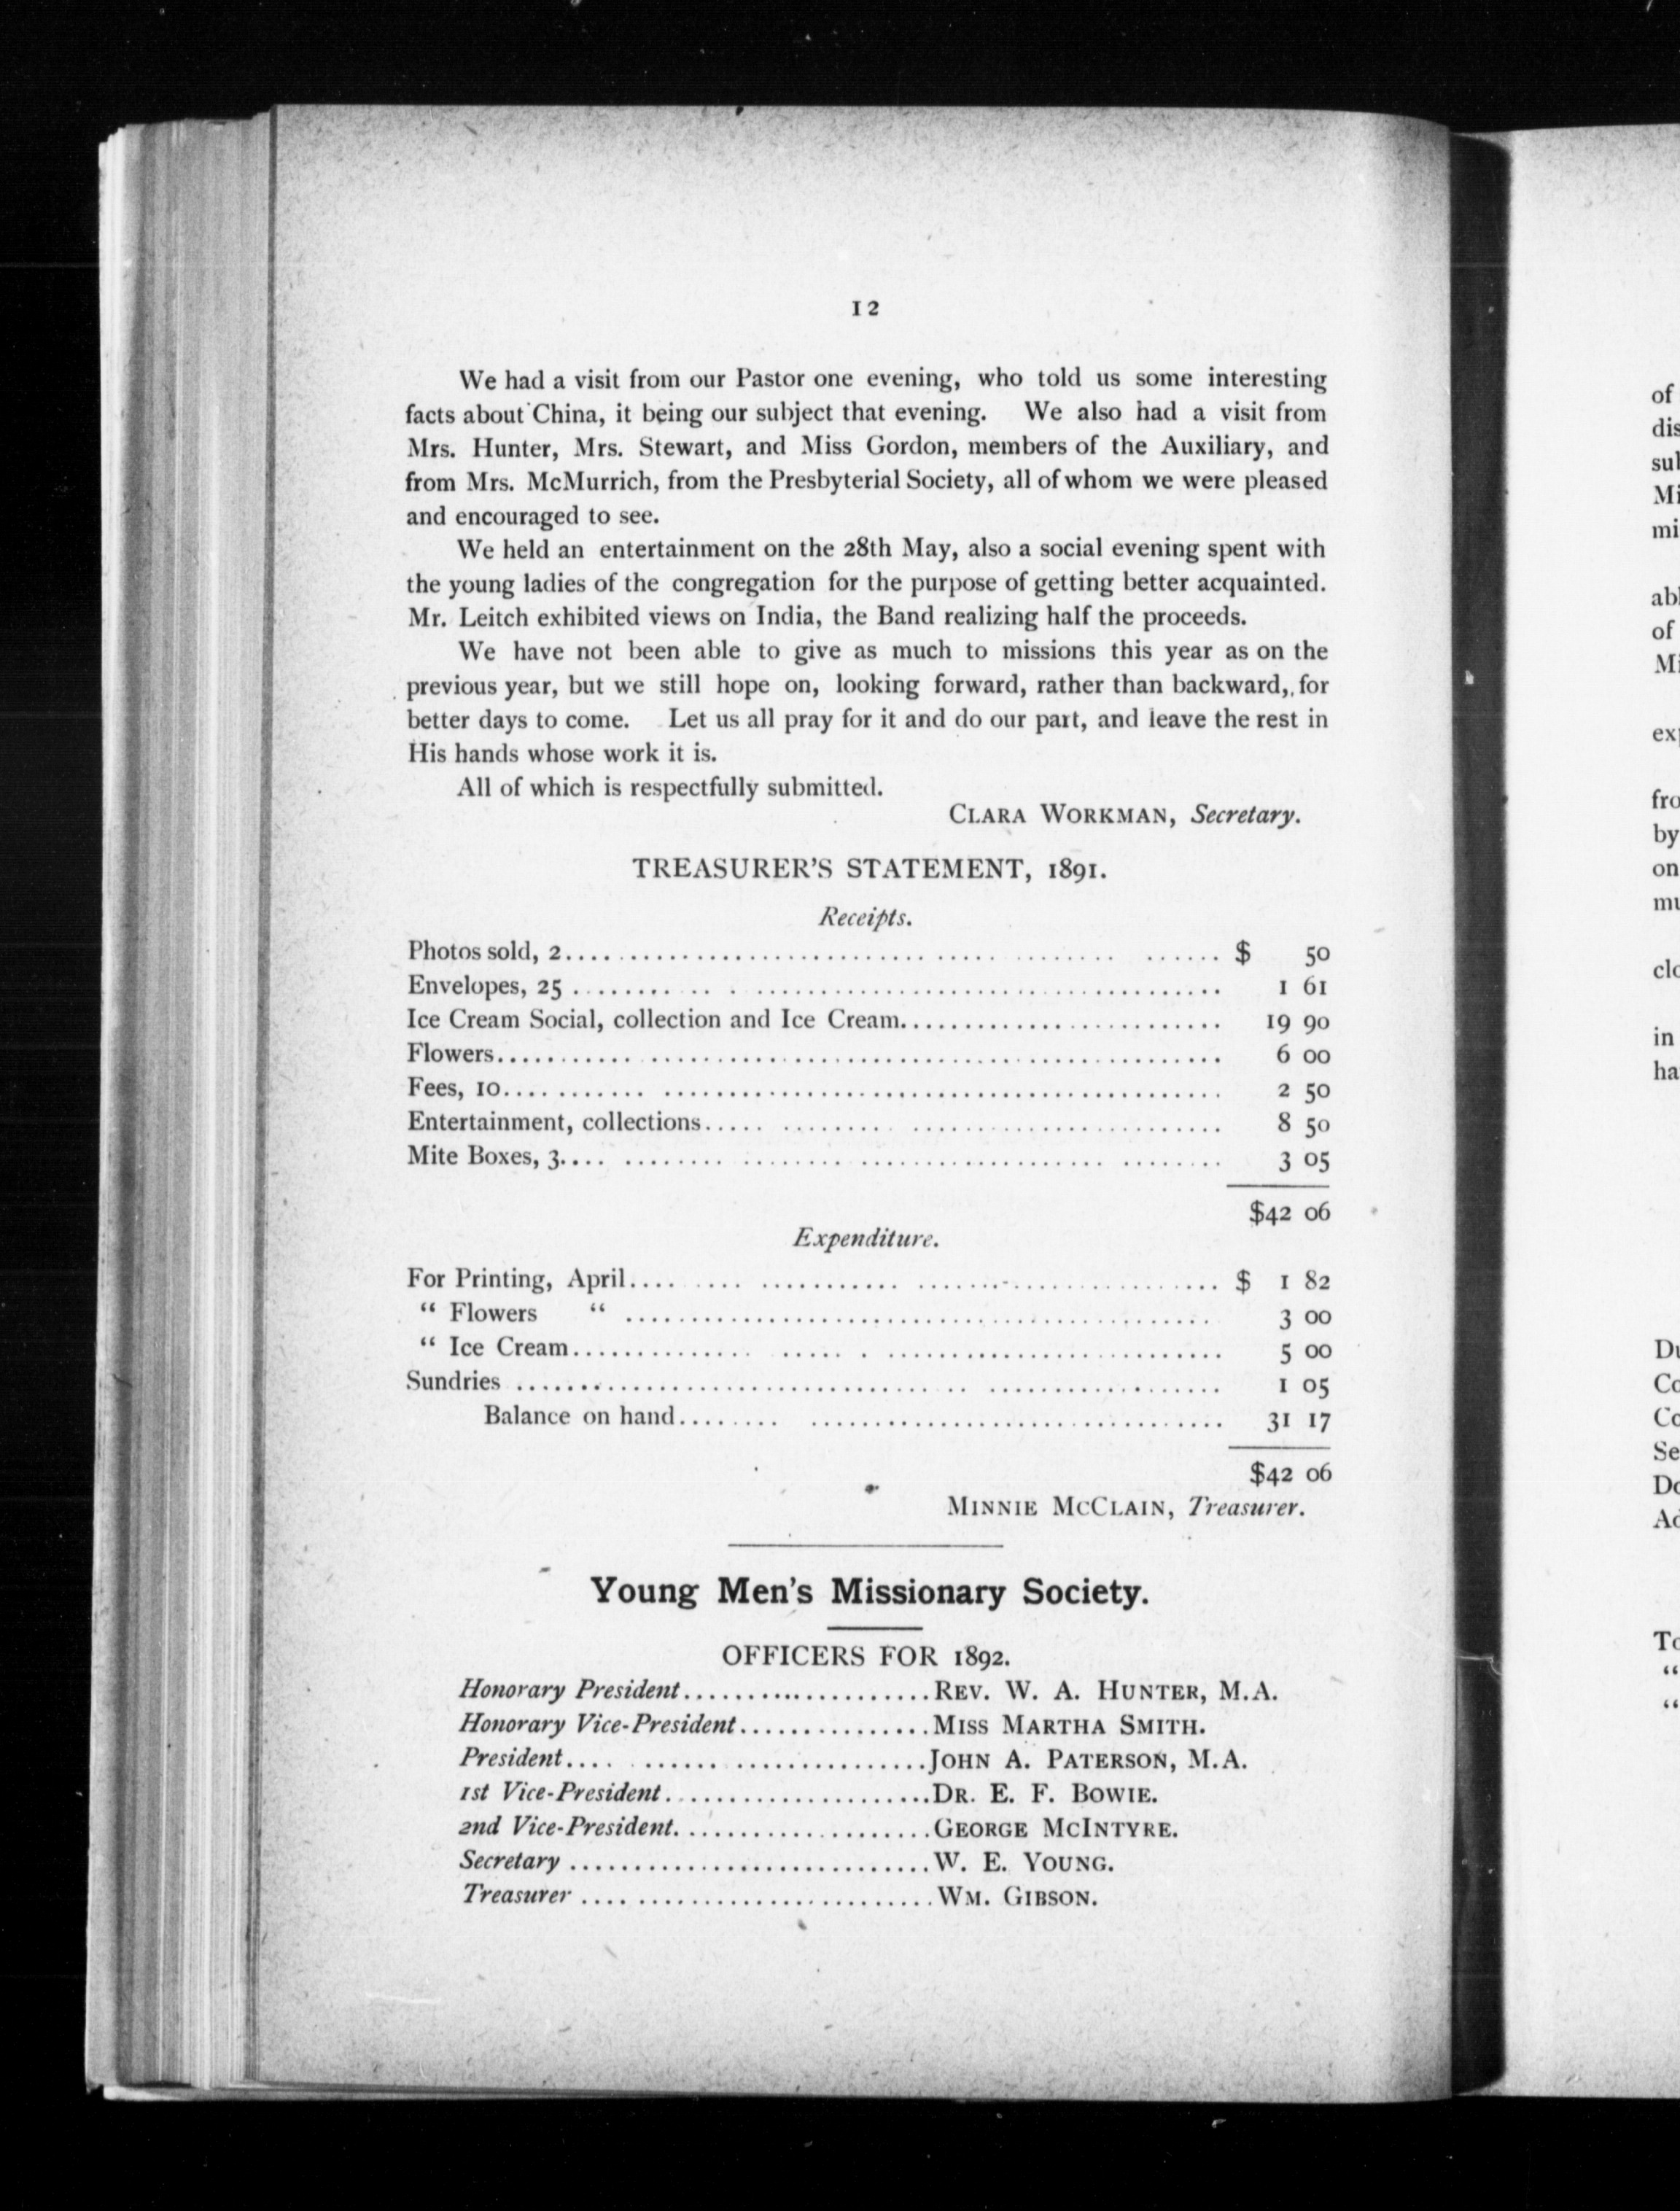 12
We had a visit from our Pastor one evening, who told us some interesting
facts about China, it being our subject that evening. We also had a visit from
Mrs. Hunter, Mrs. Stewart, and Miss Gordon, members of the Auxiliary, and
from Mrs. McMurrich, from the Presbyterial Society, all of whom we were pleased
and encouraged to see.
We held an entertainment on the 28th May, also a social evening spent with
the young ladies of the congregation for the purpose of getting better acquainted.
Mr. Leitch exhibited views on India, the Band realizing half the proceeds.
We have not been able to give as much to missions this year as on the
previous year, but we still hope on, looking forward, rather than backward, for
better days to come. Let us all pray for it and do our part, and leave the rest in
His hands whose work it is.
All of which is respectfully submitted.
CLARA WORKMAN, Secretary.
TREASURER'S STATEMENT, 1891.
Receipts.
Photos sold, 2.... $ 50
Envelopes, 25 .... 1 61
Ice Cream Social, collection and Ice Cream.... 19 90
Flowers.... 6 00
Fees, 10.... 2 50
Entertainment, collections.... 8 50
Mite Boxes, 3.... 3 05
$42 06
Expenditure.
For Printing, April.... $ 1 82
“ Flowers “ .... 3 00
“ Ice Cream.... 5 00
Sundries .... 1 05
Balance on hand.... 31 17
$42 06
MINNIE MCCLAIN, Treasurer.
Young Men's Missionary Society.
OFFICERS FOR 1892.
Honorary President....REV. W. A. HUNTER, M.A.
Honorary Vice-President....MISS MARTHA SMITH.
President....JOHN A. PATERSON, M.A.
1st Vice-President....DR. E. F. BOWIE.
2nd Vice-President....GEORGE MCINTYRE.
Secretary ....W. E. YOUNG.
Treasurer ....WM. GIBSON.
of
by
on
in